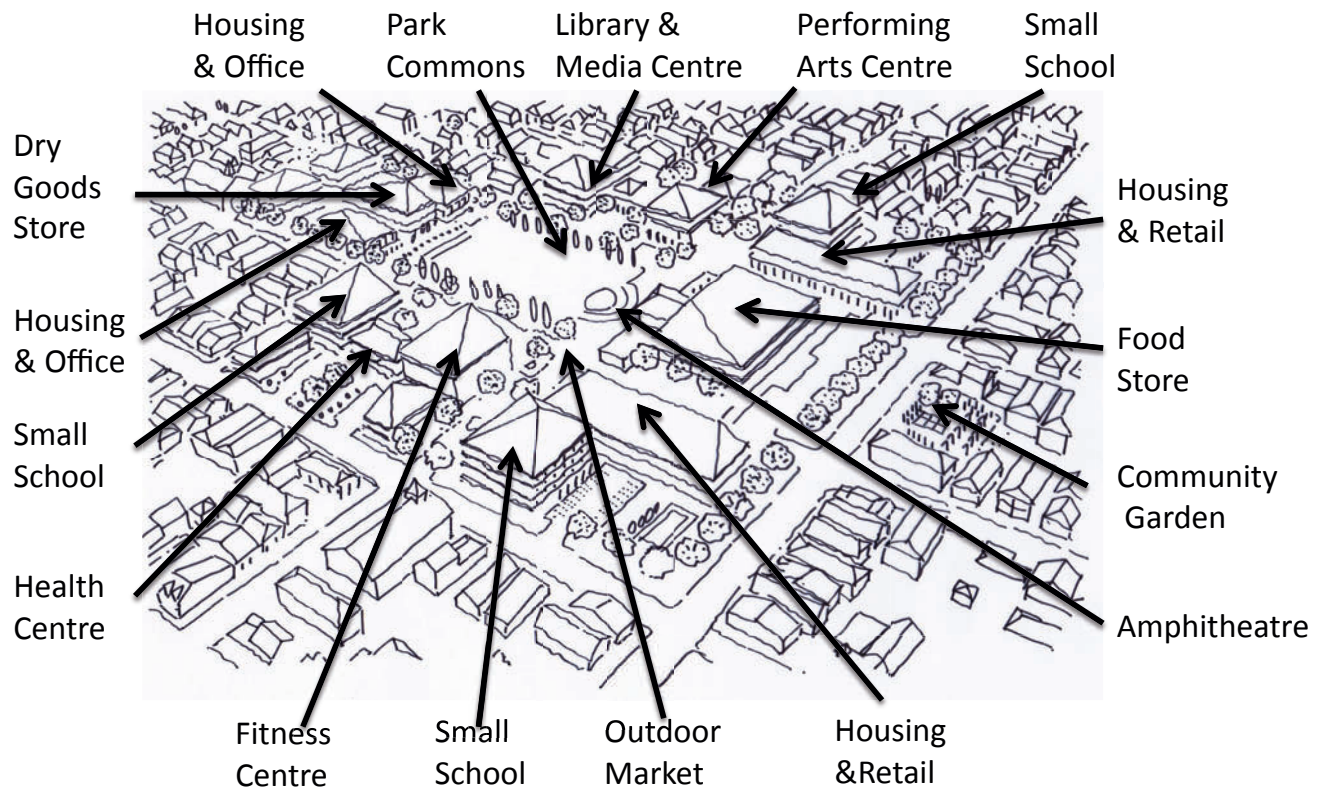 Housing
& Office
Park
Commons
Library &
Media Centre
Performing
Arts Centre
Small
School
Dry
Goods
Store
Housing
& Retail
Housing
& Office
Food
Store
Small
School
Community
Garden
Health
Centre
Amphitheatre
Fitness
Centre
Small
School
Outdoor
Market
Housing
&Retail